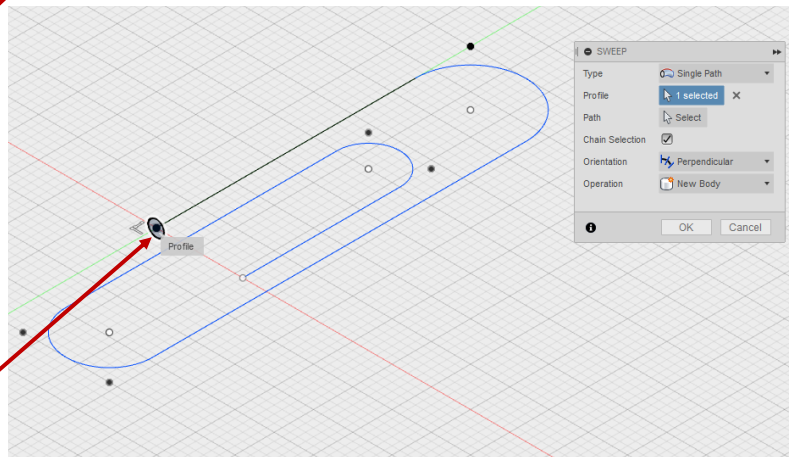 SWEEP
Type Single Path
Profile 1 selected
Path Select
Chain Selection
Orientation Perpendicular
Operation New Body
OK Cancel
Profile